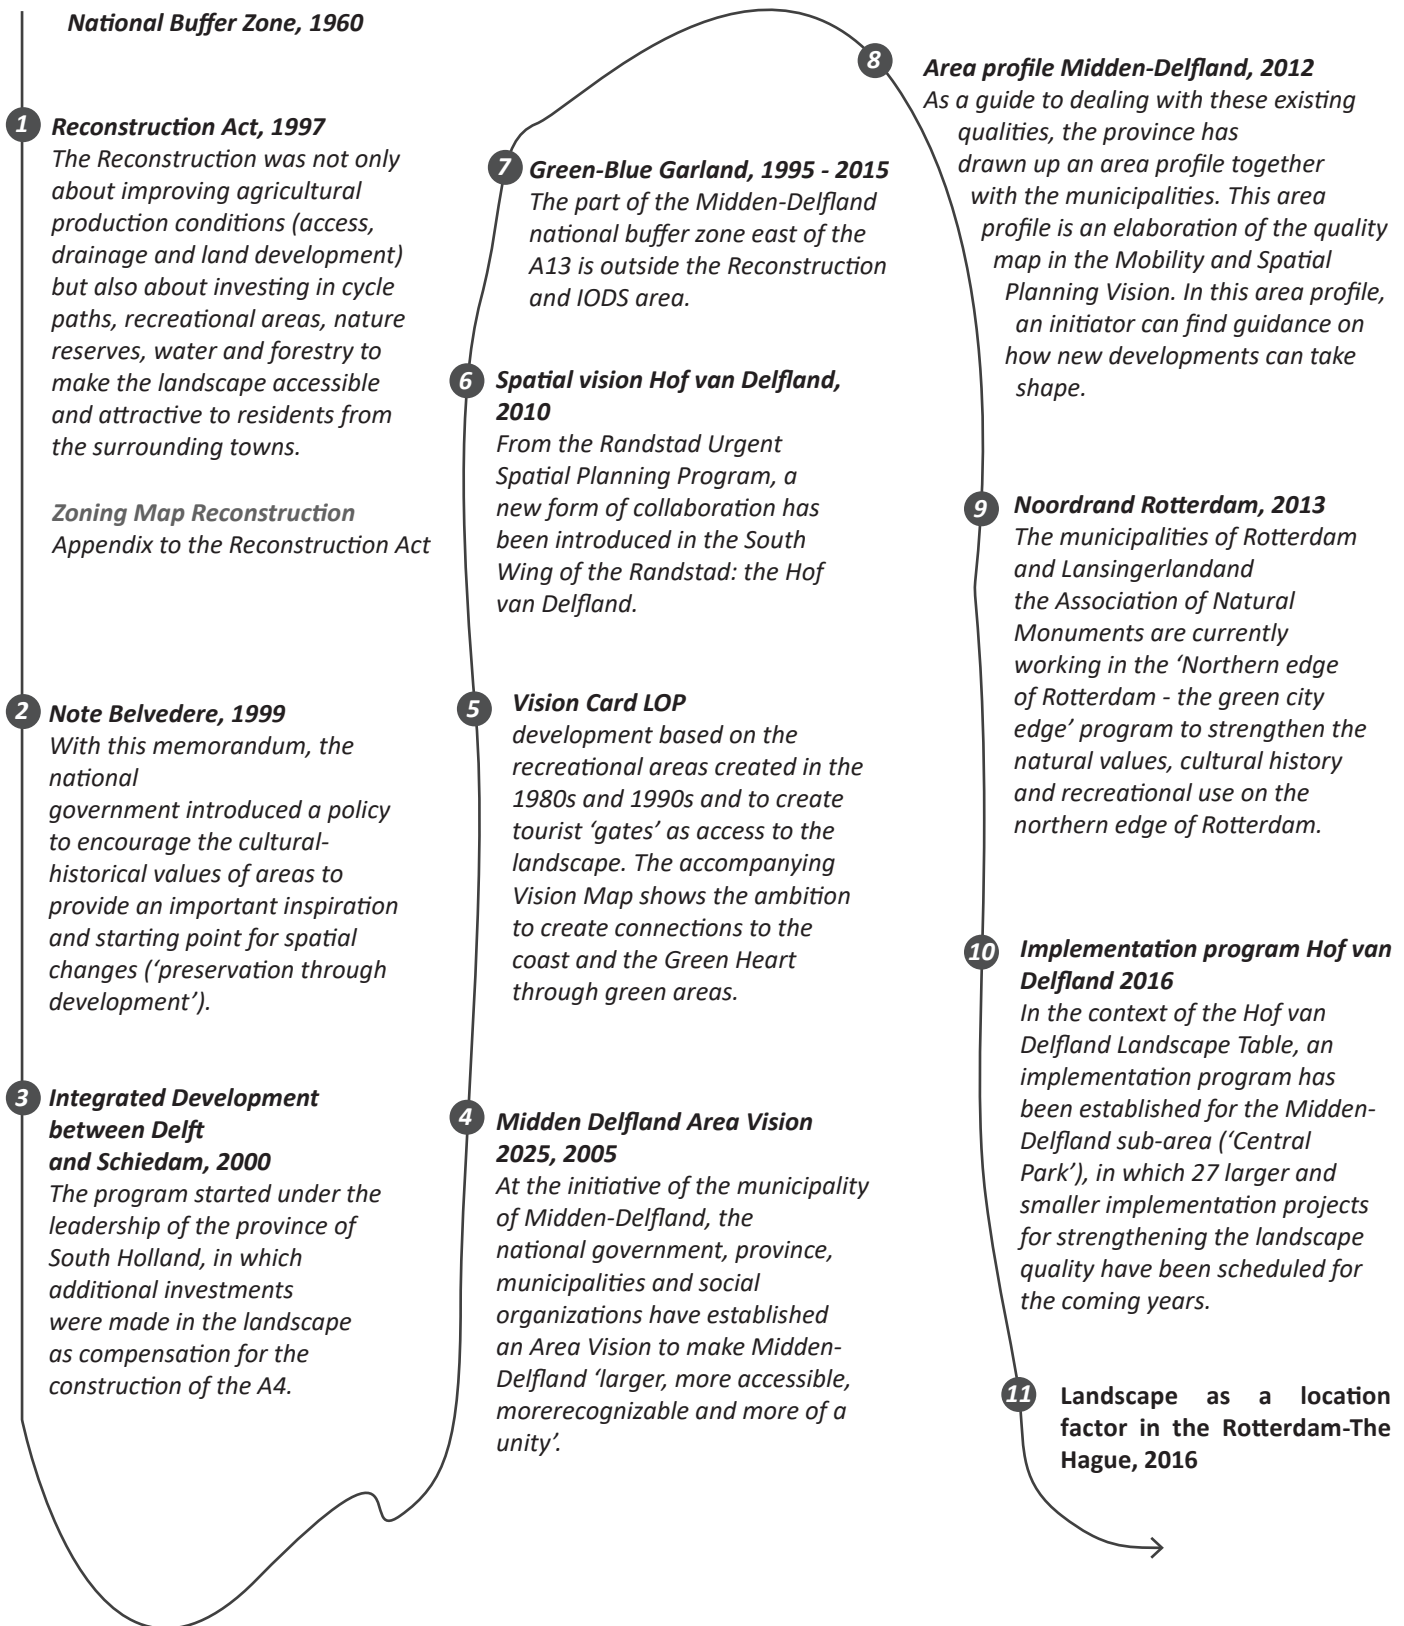 National Buffer Zone, 1960
1
Reconstruction Act, 1997
The Reconstruction was not only
about improving agricultural
production conditions (access,
drainage and land development)
but also about investing in cycle
paths, recreational areas, nature
reserves, water and forestry to
make the landscape accessible
and attractive to residents from
the surrounding towns.
Zoning Map Reconstruction
Appendix to the Reconstruction Act
2
Note Belvedere, 1999
With this memorandum, the
national
government introduced a policy
to encourage the cultural-
historical values of areas to
provide an important inspiration
and starting point for spatial
changes (‘preservation through
development’).
3
Integrated Development
between Delft
and Schiedam, 2000
The program started under the
leadership of the province of
South Holland, in which
additional investments
were made in the landscape
as compensation for the
construction of the A4.
4
Midden Delfland Area Vision
2025, 2005
At the initiative of the municipality
of Midden-Delfland, the
national government, province,
municipalities and social
organizations have established
an Area Vision to make Midden-
Delfland ‘larger, more accessible,
morerecognizable and more of a
unity’.
5
Vision Card LOP
development based on the
recreational areas created in the
1980s and 1990s and to create
tourist ‘gates’ as access to the
landscape. The accompanying
Vision Map shows the ambition
to create connections to the
coast and the Green Heart
through green areas.
6
Spatial vision Hof van Delfland,
2010
From the Randstad Urgent
Spatial Planning Program, a
new form of collaboration has
been introduced in the South
Wing of the Randstad: the Hof
van Delfland.
7
Green-Blue Garland, 1995 - 2015
The part of the Midden-Delfland
national buffer zone east of the
A13 is outside the Reconstruction
and IODS area.
8
Area profile Midden-Delfland, 2012
As a guide to dealing with these existing
qualities, the province has
drawn up an area profile together
with the municipalities. This area
profile is an elaboration of the quality
map in the Mobility and Spatial
Planning Vision. In this area profile,
an initiator can find guidance on
how new developments can take
shape.
9
Noordrand Rotterdam, 2013
The municipalities of Rotterdam
and Lansingerlandand
the Association of Natural
Monuments are currently
working in the ‘Northern edge
of Rotterdam - the green city
edge’ program to strengthen the
natural values, cultural history
and recreational use on the
northern edge of Rotterdam.
10
Implementation program Hof van
Delfland 2016
In the context of the Hof van
Delfland Landscape Table, an
implementation program has
been established for the Midden-
Delfland sub-area (‘Central
Park’), in which 27 larger and
smaller implementation projects
for strengthening the landscape
quality have been scheduled for
the coming years.
11
Landscape as a location
factor in the Rotterdam-The
Hague, 2016